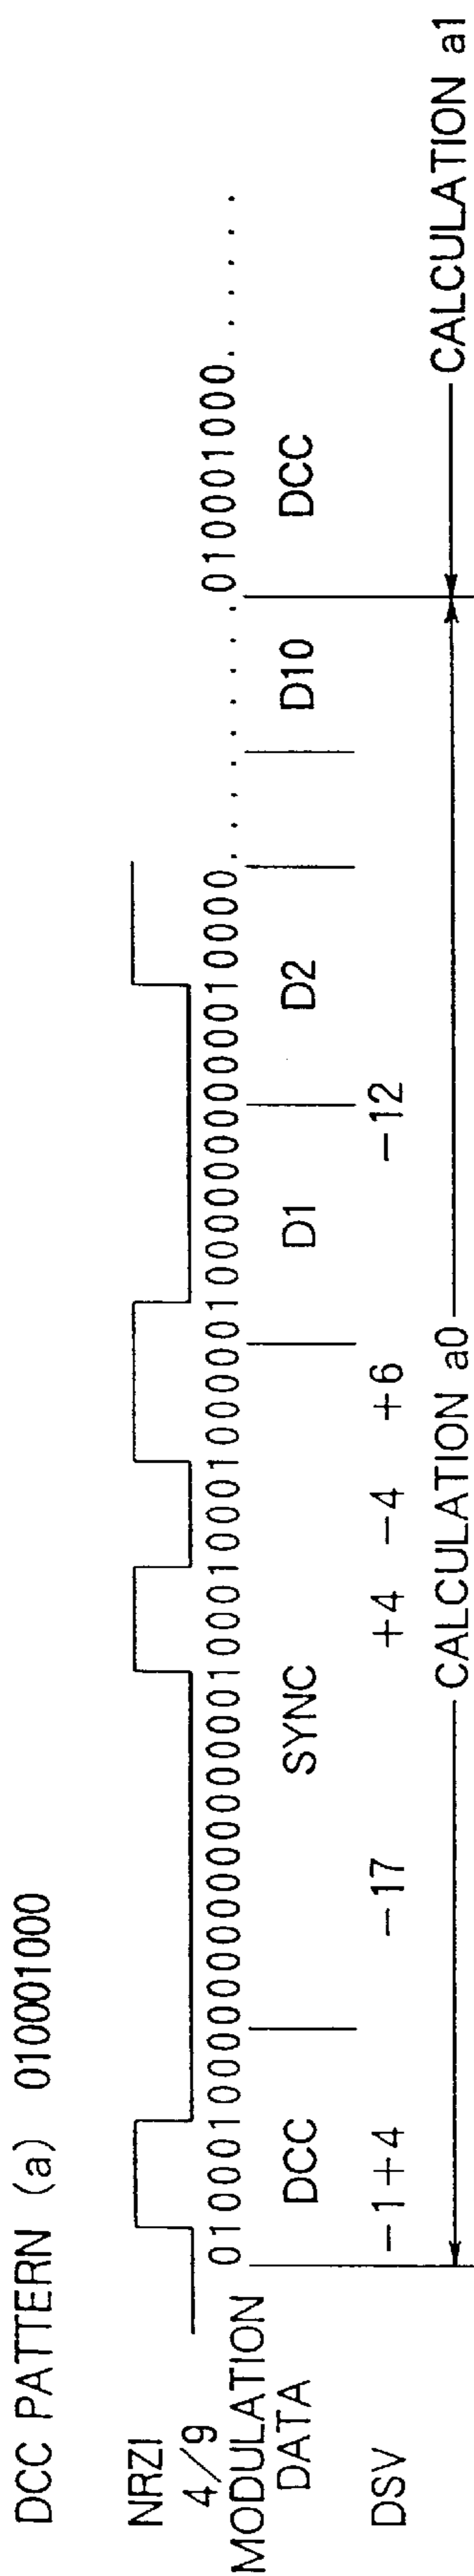 DCC PATTERN (a) 010001000
NRZI
4/9 MODULATION DATA 01000100000000000000001000100010000010000000000010000.........010001000......
DCC SYNC D1 D2 D10 DCC
DSV -1+4 -17 +4 -4 +6 -12
CALCULATION a0 CALCULATION a1